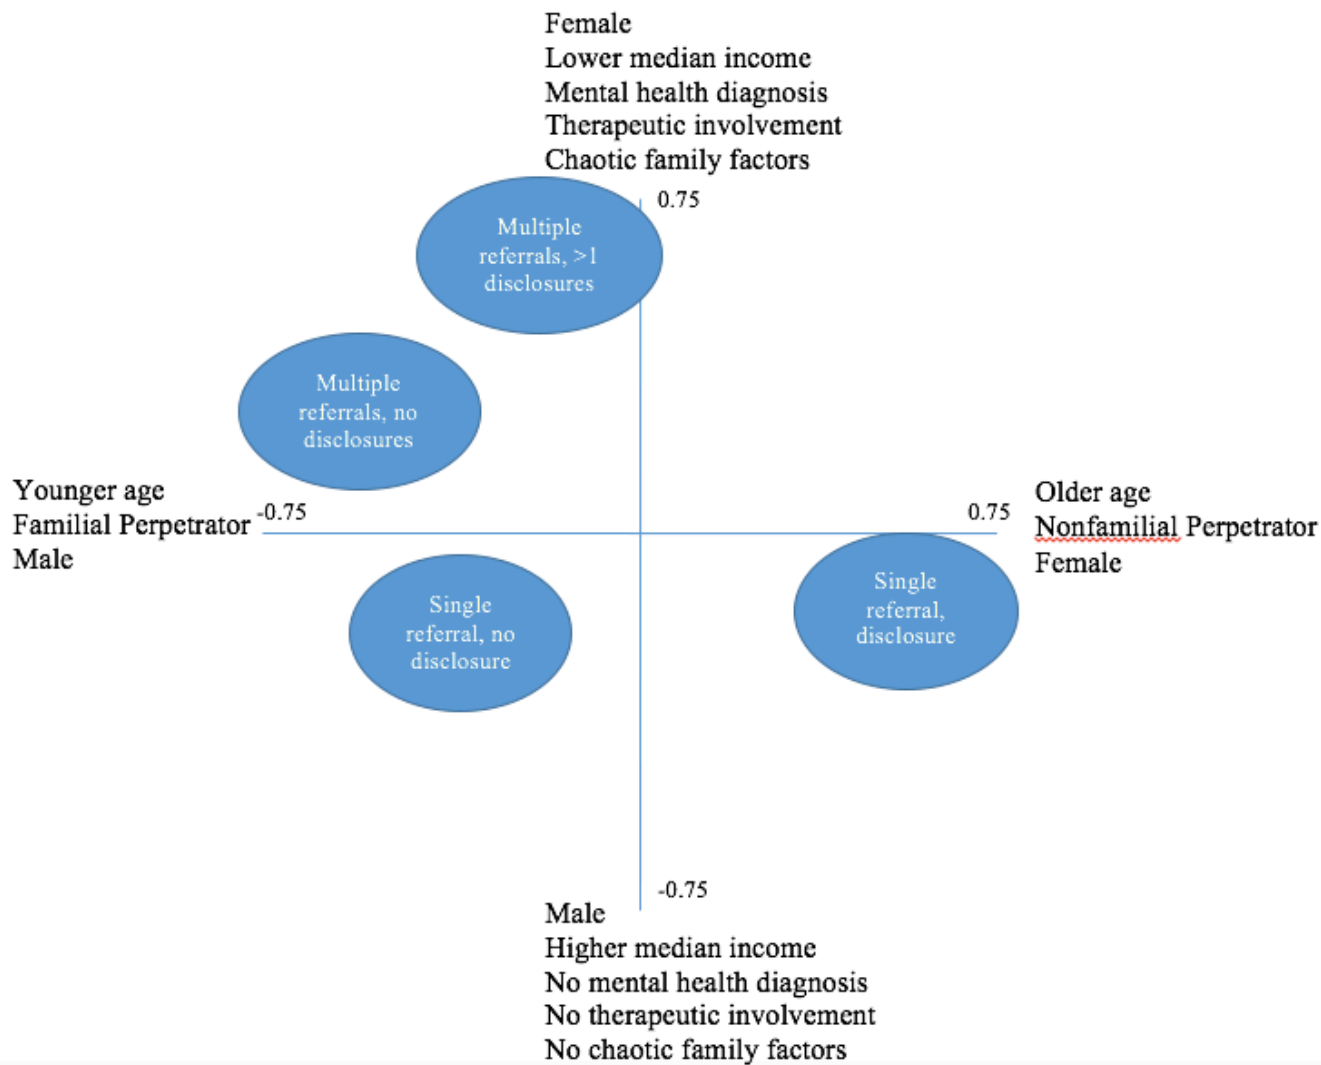 Female
Lower median income
Mental health diagnosis
Therapeutic involvement
Chaotic family factors
0.75
Multiple
referrals, >1
disclosures
Multiple
referrals, no
disclosures
Younger age
Familial Perpetrator
Male
-0.75
0.75
Older age
Nonfamilial Perpetrator
Female
Single
referral, no
disclosure
Single
referral,
disclosure
-0.75
Male
Higher median income
No mental health diagnosis
No therapeutic involvement
No chaotic family factors